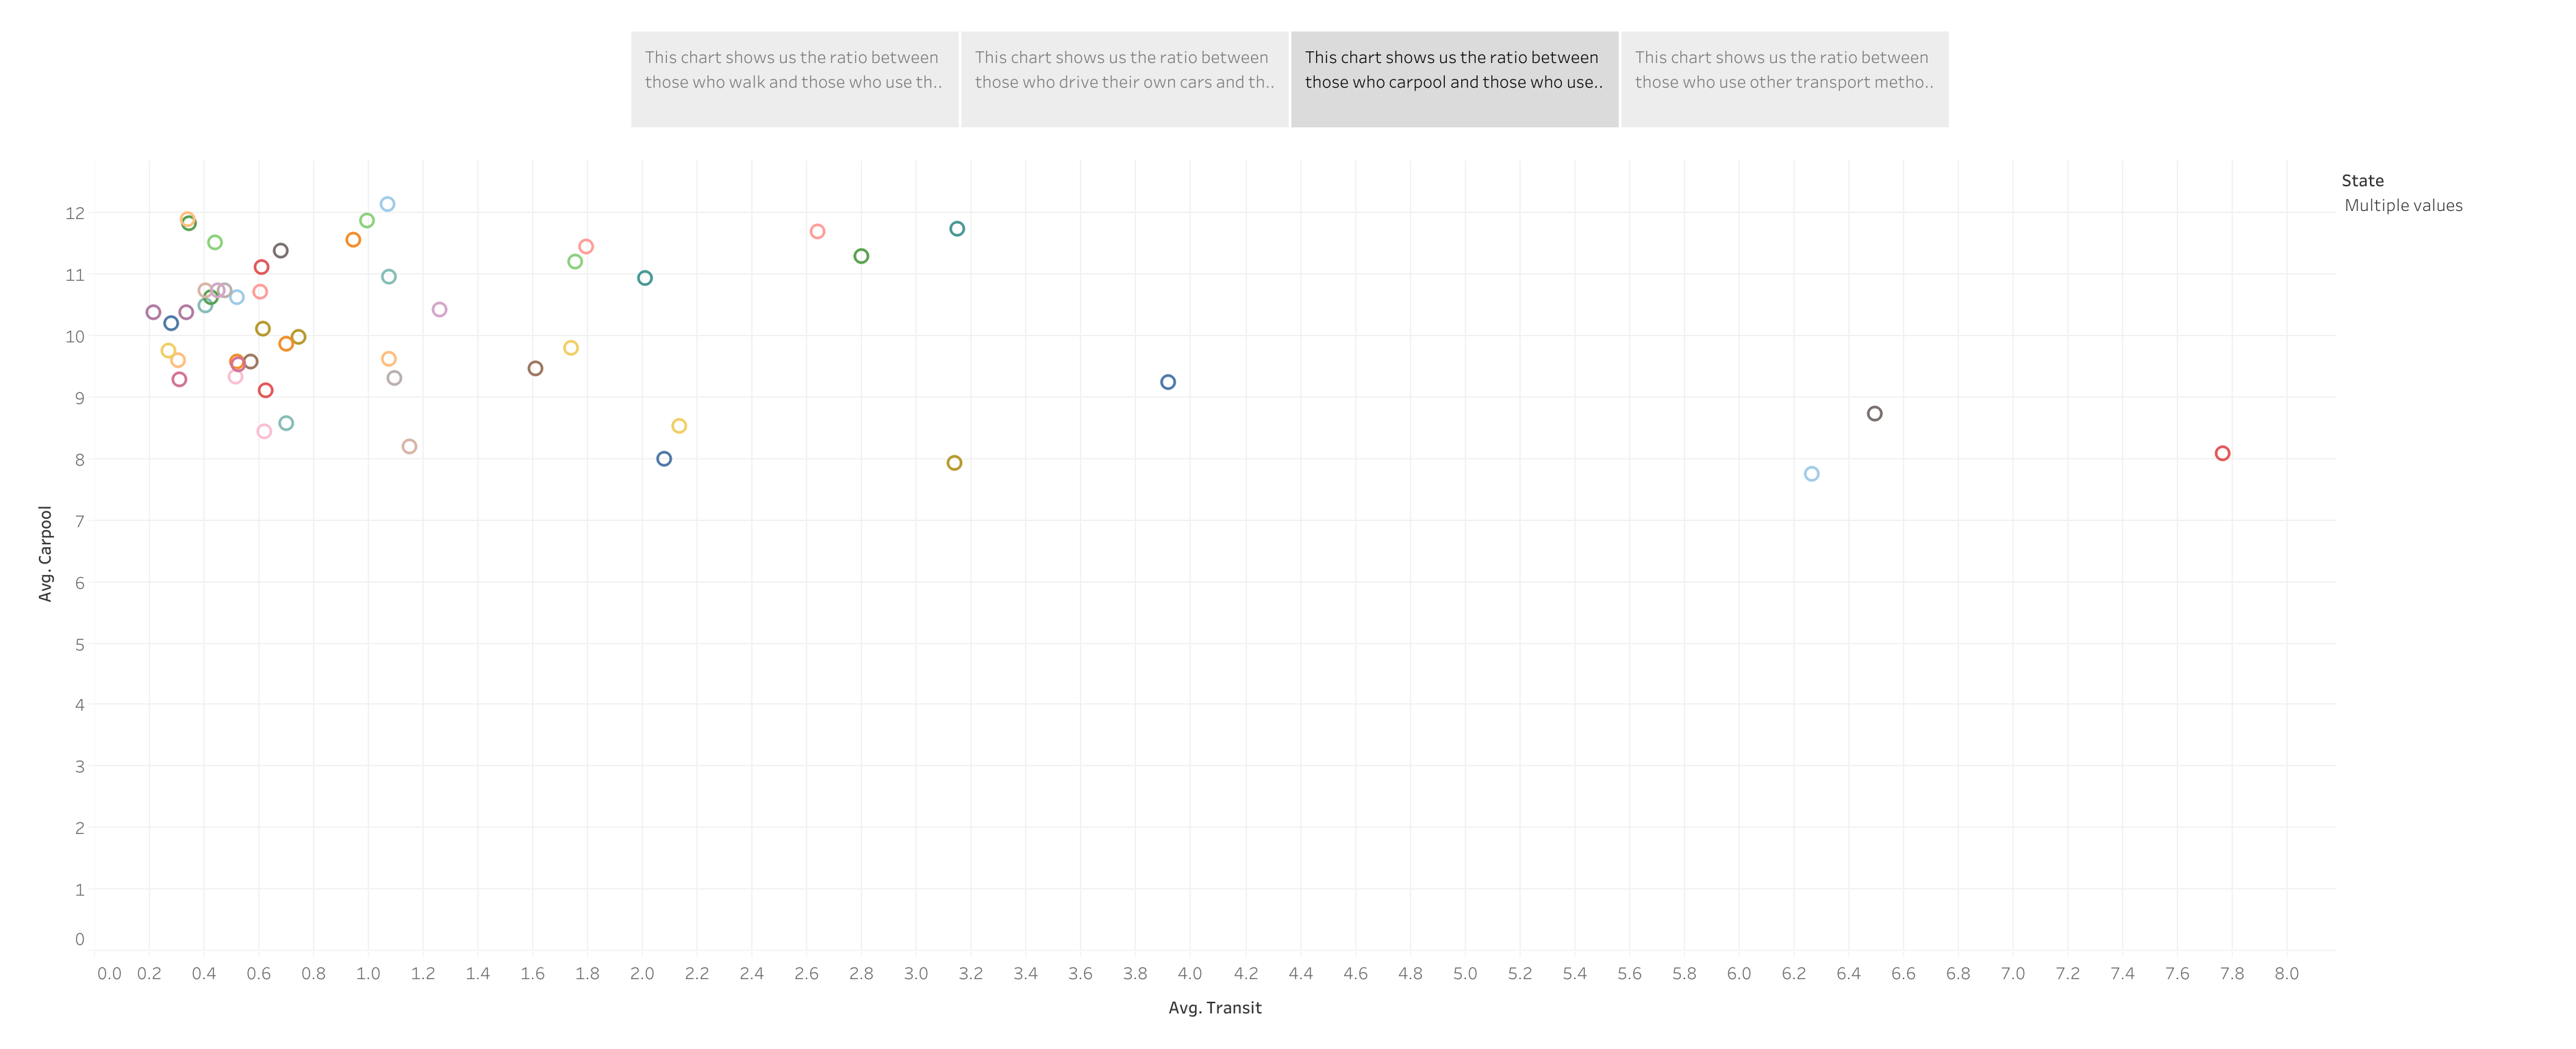 This chart shows us the ratio between
those who walk and those who use th..
This chart shows us the ratio between
those who drive their own cars and th..
This chart shows us the ratio between
those who carpool and those who use..
This chart shows us the ratio between
those who use other transport metho..
State
Multiple values
12
11
10
9
8
7
6
5
4
3
2
1
0
Avg. Carpool
0.0 0.2 0.4 0.6 0.8 1.0 1.2 1.4 1.6 1.8 2.0 2.2 2.4 2.6 2.8 3.0 3.2 3.4 3.6 3.8 4.0 4.2 4.4 4.6 4.8 5.0 5.2 5.4 5.6 5.8 6.0 6.2 6.4 6.6 6.8 7.0 7.2 7.4 7.6 7.8 8.0
Avg. Transit